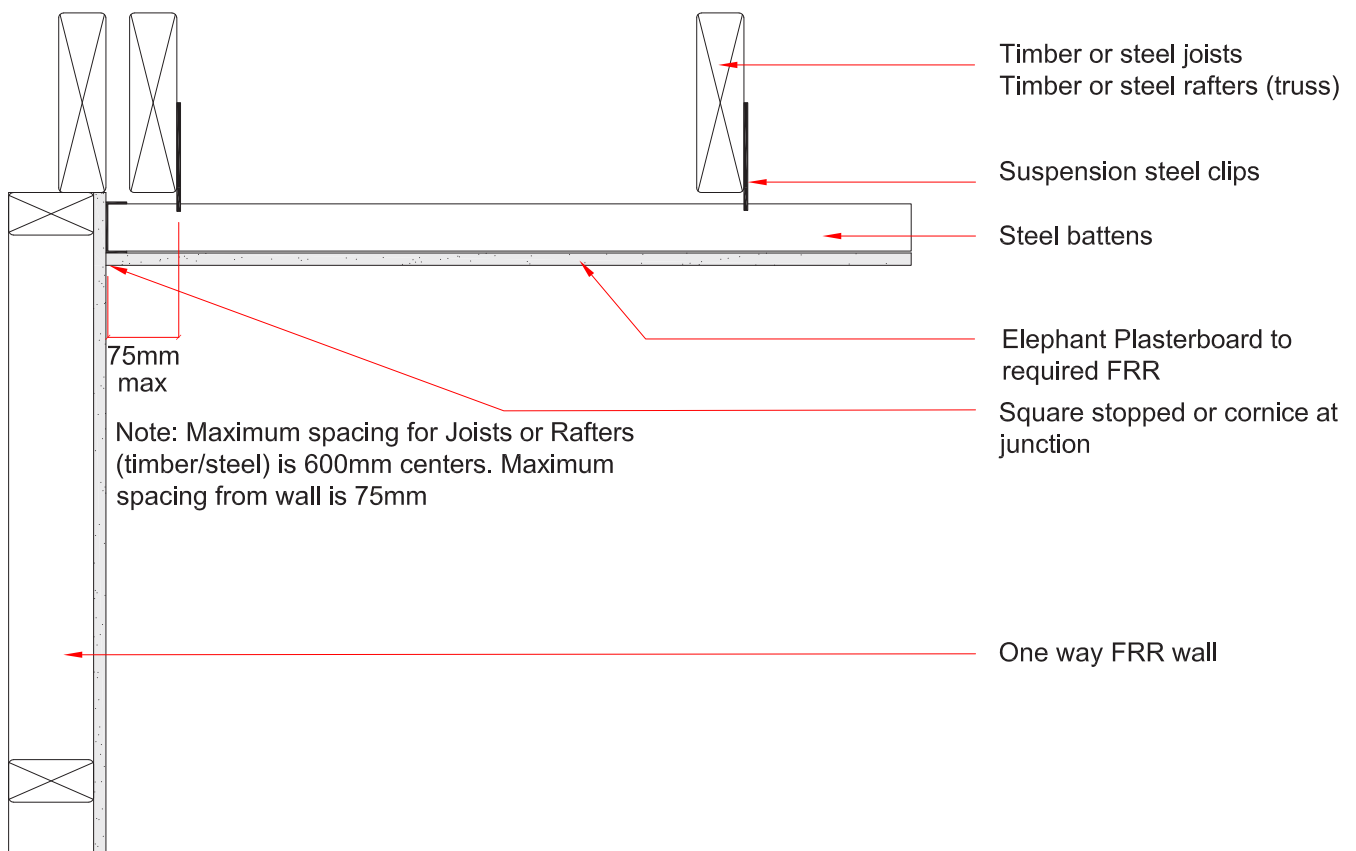 Timber or steel joists
Timber or steel rafters (truss)
Suspension steel clips
Steel battens
Elephant Plasterboard to
required FRR
Square stopped or cornice at
junction
75mm
max
Note: Maximum spacing for Joists or Rafters
(timber/steel) is 600mm centers. Maximum
spacing from wall is 75mm
One way FRR wall